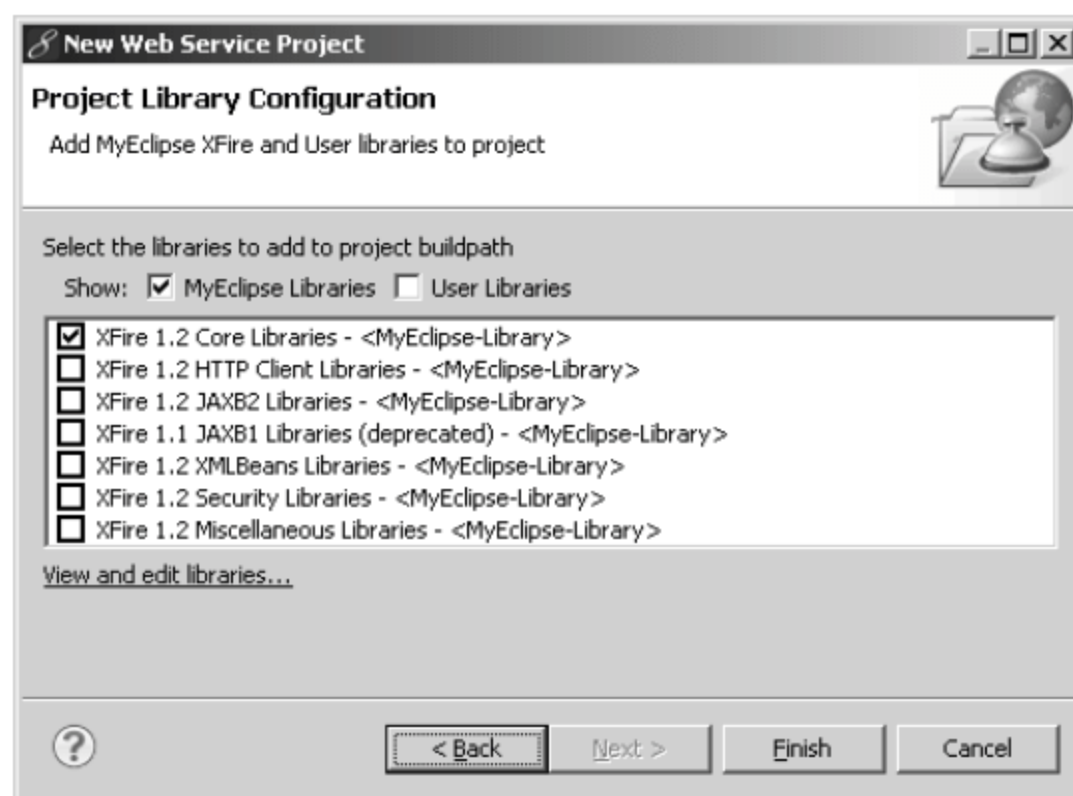 New Web Service Project
Project Library Configuration
Add MyEclipse XFire and User libraries to project
Select the libraries to add to project buildpath
Show: MyEclipse Libraries User Libraries
XFire 1.2 Core Libraries - <MyEclipse-Library>
XFire 1.2 HTTP Client Libraries - <MyEclipse-Library>
XFire 1.2 JAXB2 Libraries - <MyEclipse-Library>
XFire 1.1 JAXB1 Libraries (deprecated) - <MyEclipse-Library>
XFire 1.2 XMLBeans Libraries - <MyEclipse-Library>
XFire 1.2 Security Libraries - <MyEclipse-Library>
XFire 1.2 Miscellaneous Libraries - <MyEclipse-Library>
View and edit libraries...
? < Back Next > Finish Cancel